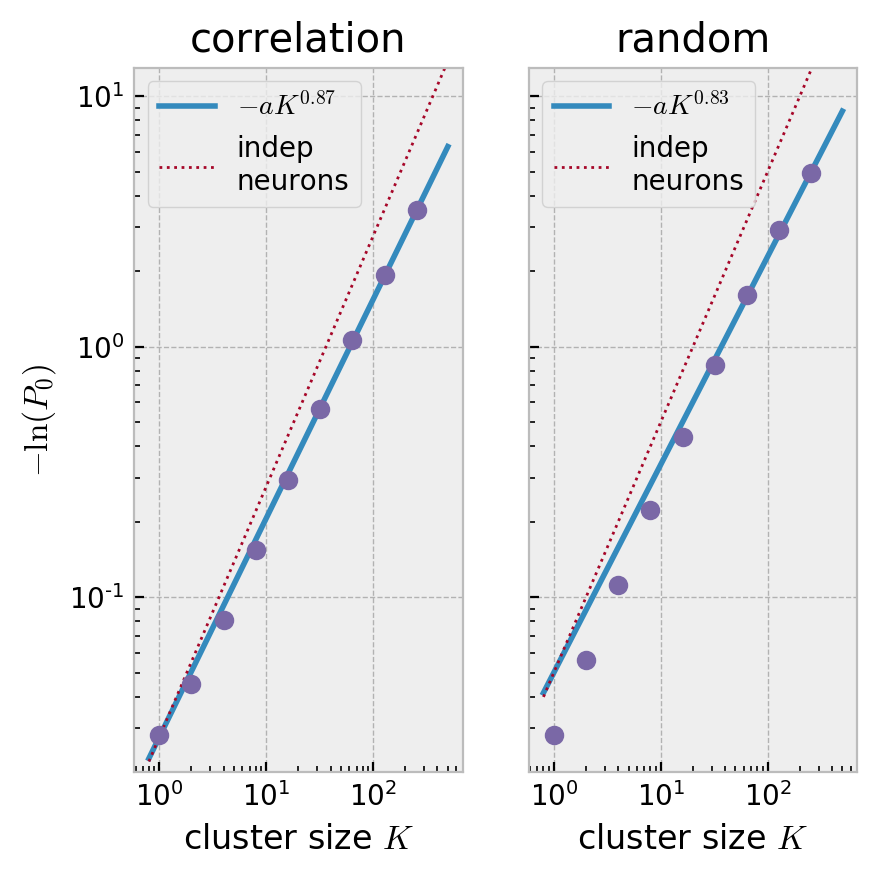 correlation
random
$-aK^{0.87}$
indep
neurons
$-aK^{0.83}$
indep
neurons
$10^1$
$10^0$
$10^{-1}$
$-\ln(P_0)$
$10^0$ $10^1$ $10^2$
$10^0$ $10^1$ $10^2$
cluster size $K$
cluster size $K$